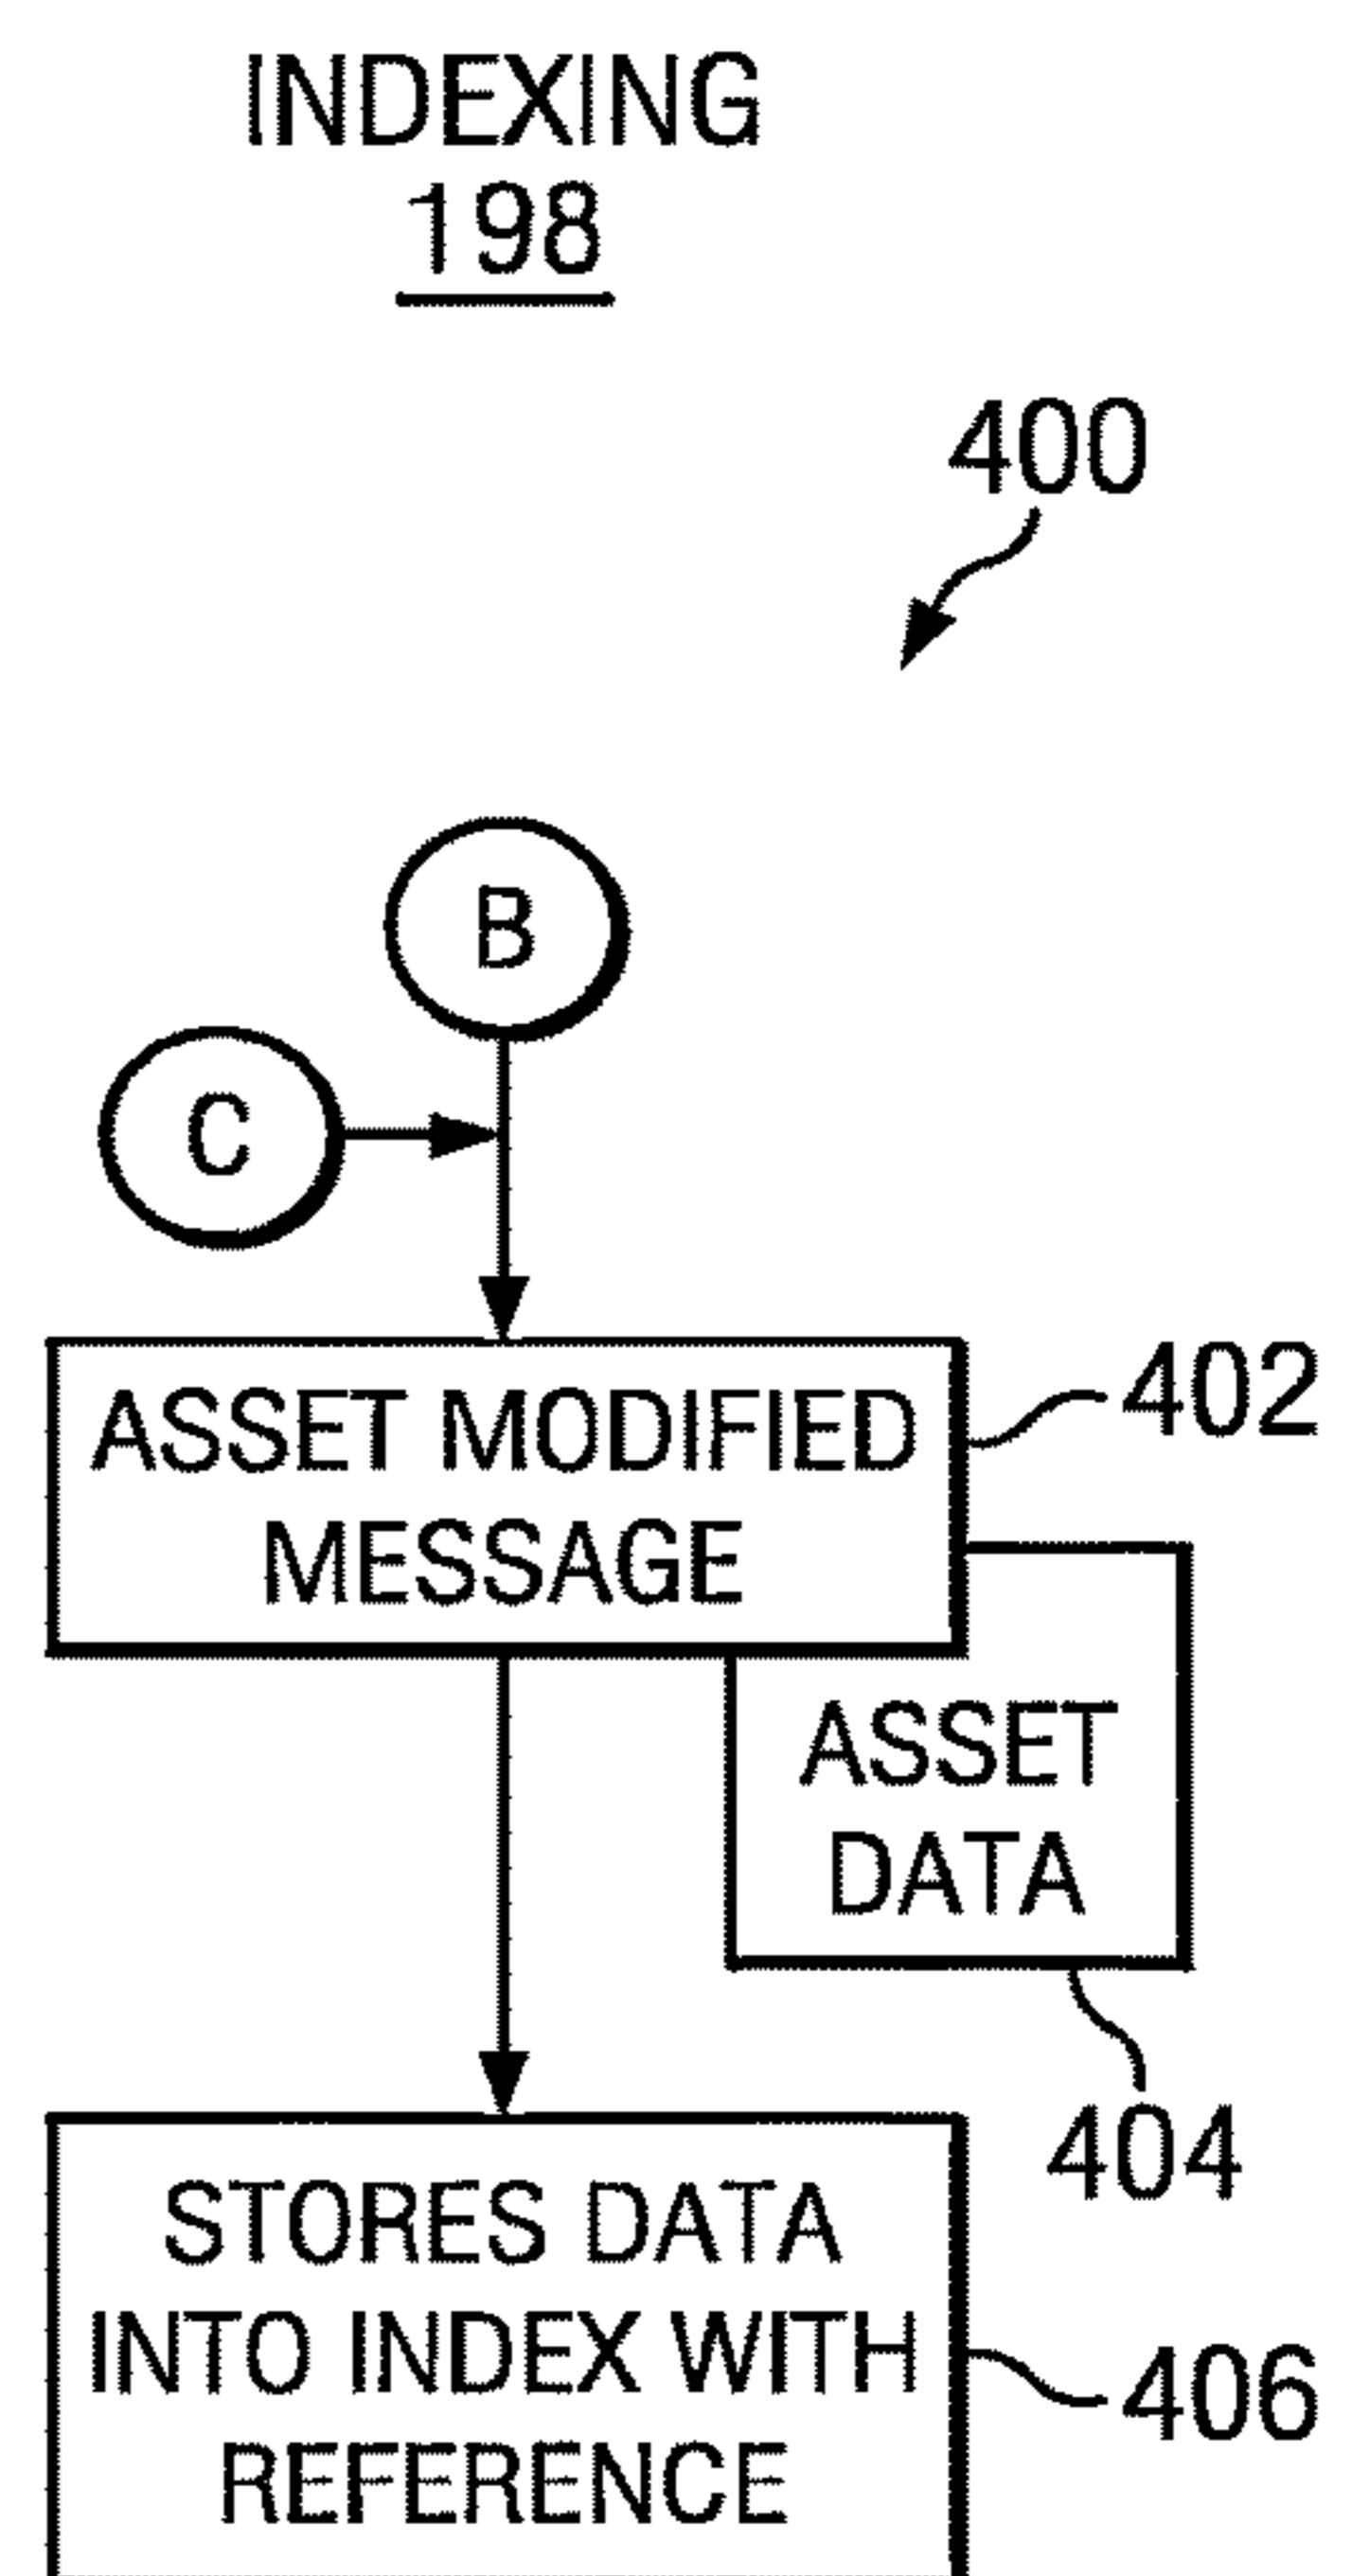 INDEXING
198
400
B
C
ASSET MODIFIED
MESSAGE
402
ASSET
DATA
404
STORES DATA
INTO INDEX WITH
REFERENCE
406